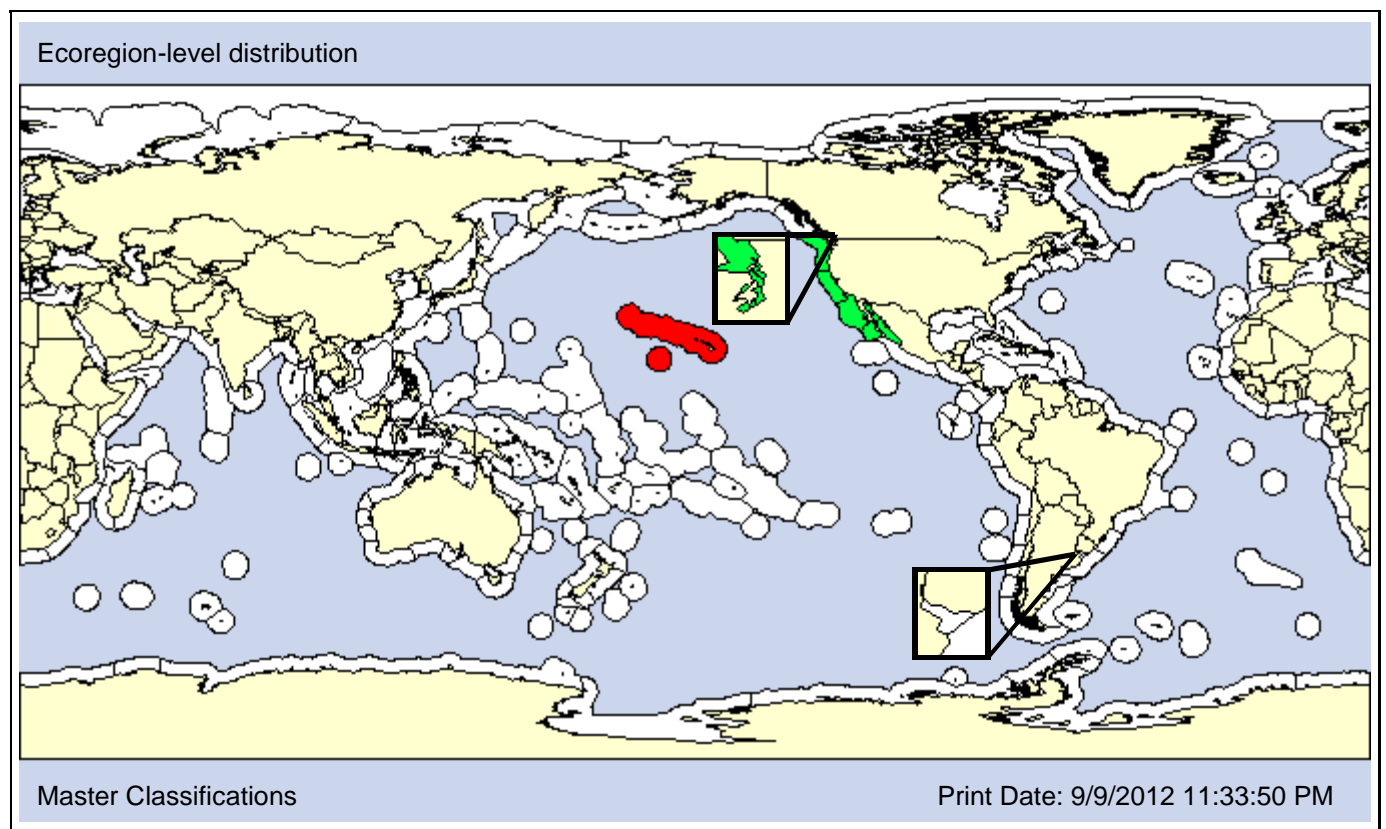 Ecoregion-level distribution
Master Classifications
Print Date: 9/9/2012 11:33:50 PM